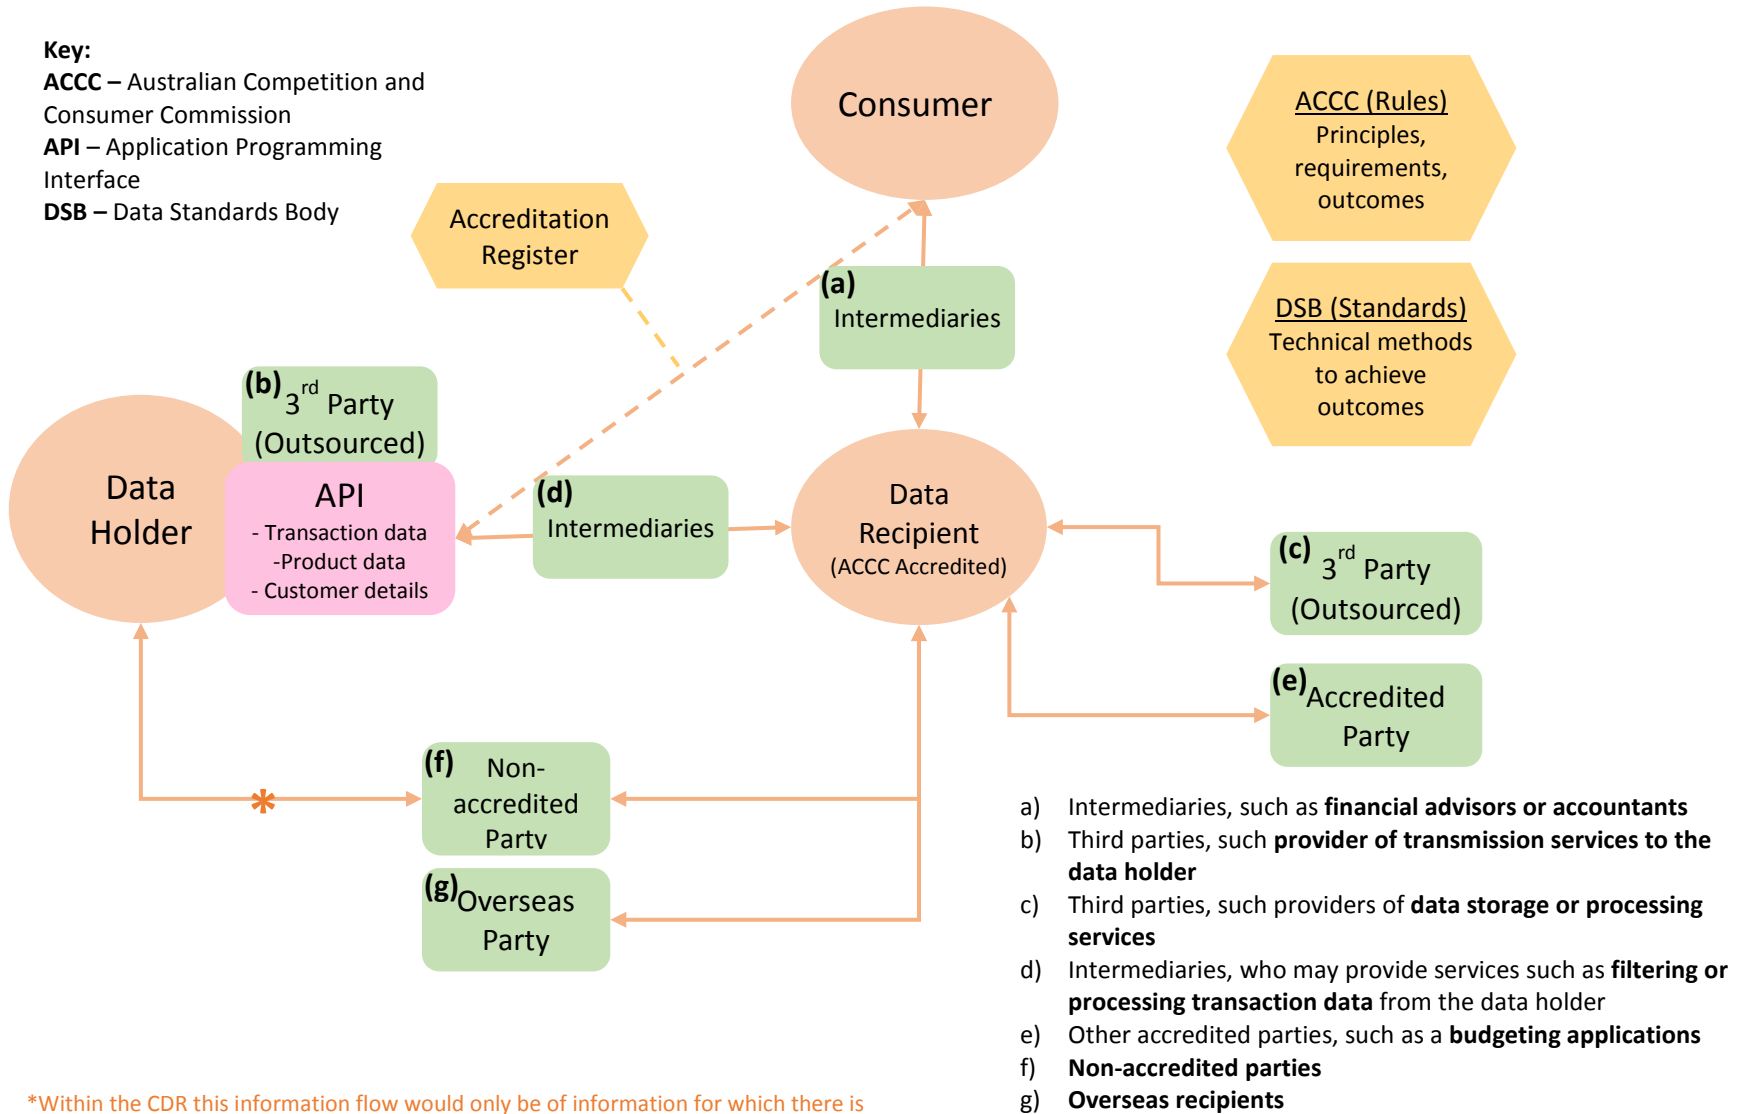 Key:
ACCC – Australian Competition and
Consumer Commission
API – Application Programming
Interface
DSB – Data Standards Body
Consumer
ACCC (Rules)
Principles,
requirements,
outcomes
Accreditation
Register
(a)
Intermediaries
DSB (Standards)
Technical methods
to achieve
outcomes
(b) 3rd Party
(Outsourced)
Data
Holder
API
- Transaction data
-Product data
- Customer details
(d)
Intermediaries
Data
Recipient
(ACCC Accredited)
(c) 3rd Party
(Outsourced)
(e) Accredited
Party
(f) Non-
accredited
Party
*
(g) Overseas
Party
a) Intermediaries, such as financial advisors or accountants
b) Third parties, such provider of transmission services to the
data holder
c) Third parties, such providers of data storage or processing
services
d) Intermediaries, who may provide services such as filtering or
processing transaction data from the data holder
e) Other accredited parties, such as a budgeting applications
f) Non-accredited parties
g) Overseas recipients
*Within the CDR this information flow would only be of information for which there is